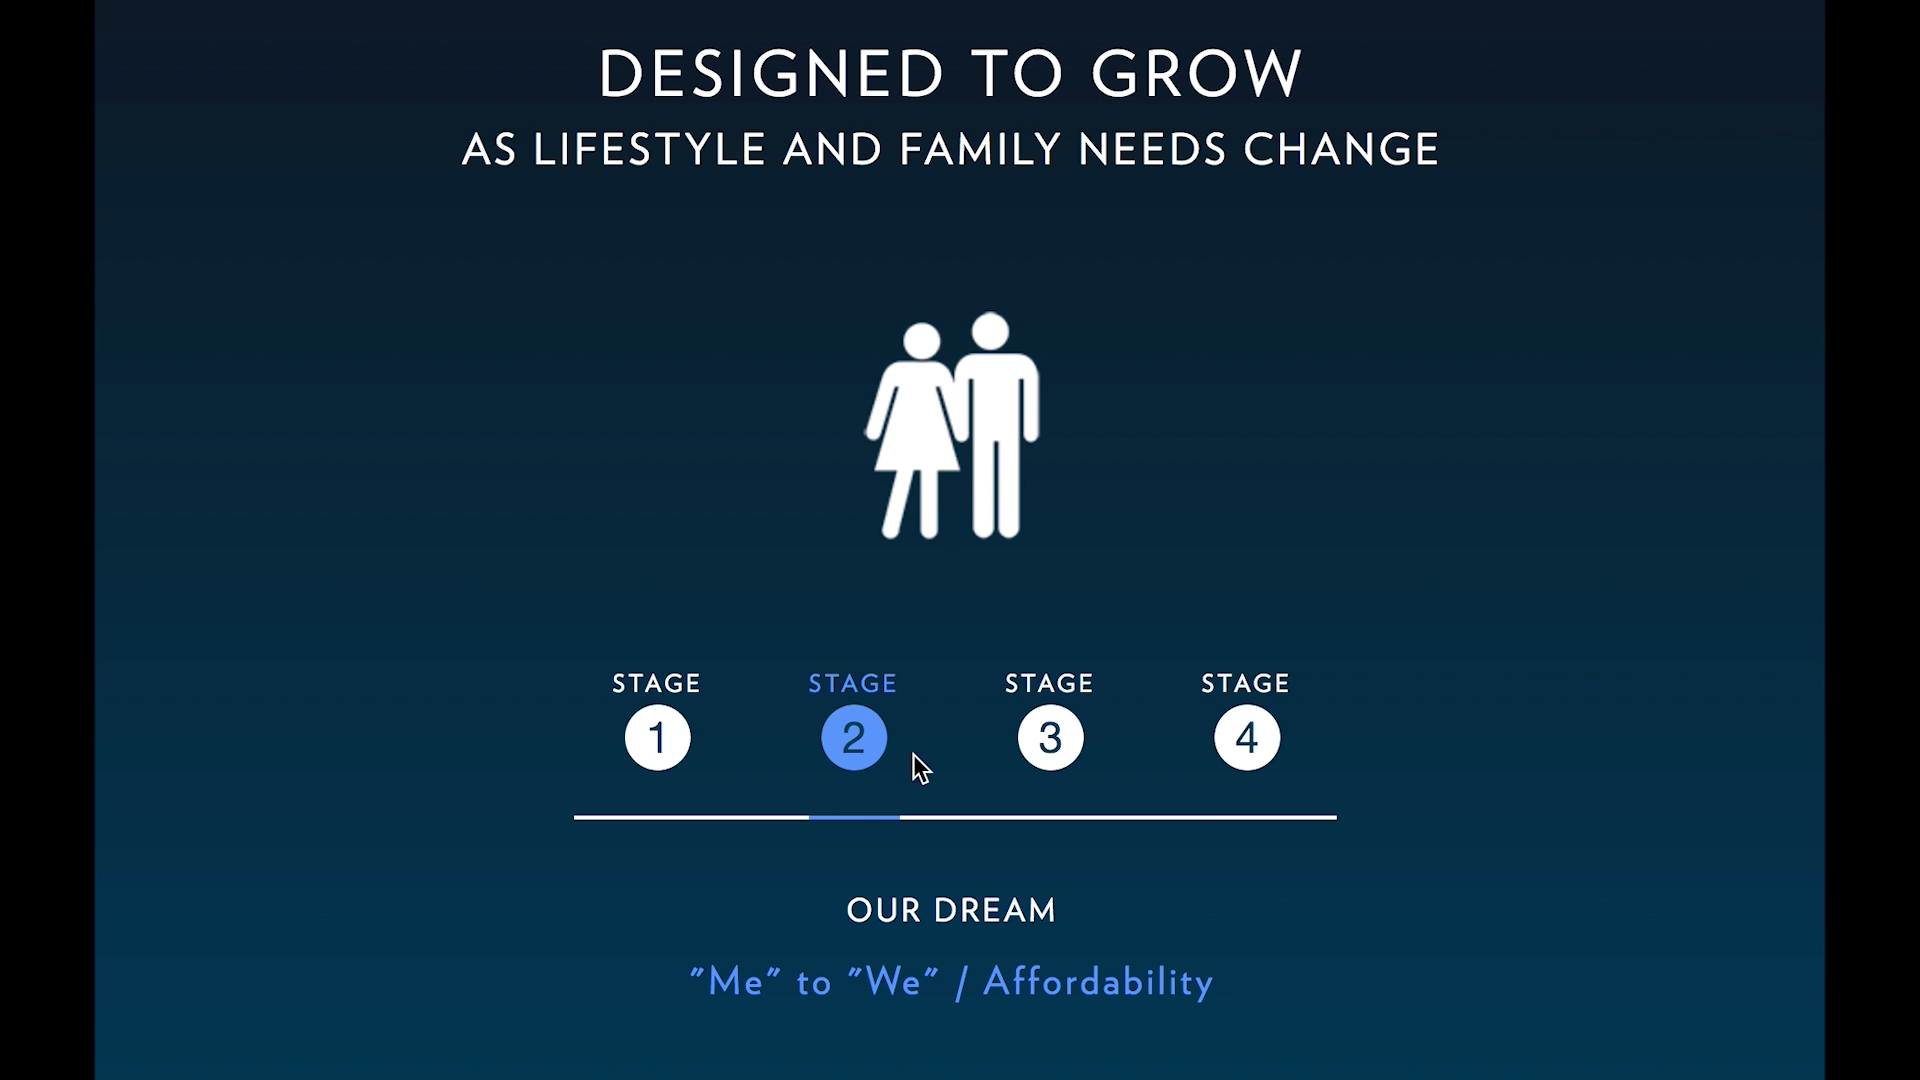 DESIGNED TO GROW
AS LIFESTYLE AND FAMILY NEEDS CHANGE
STAGE STAGE STAGE STAGE
1 2 3 4
OUR DREAM
"Me" to "We" / Affordability